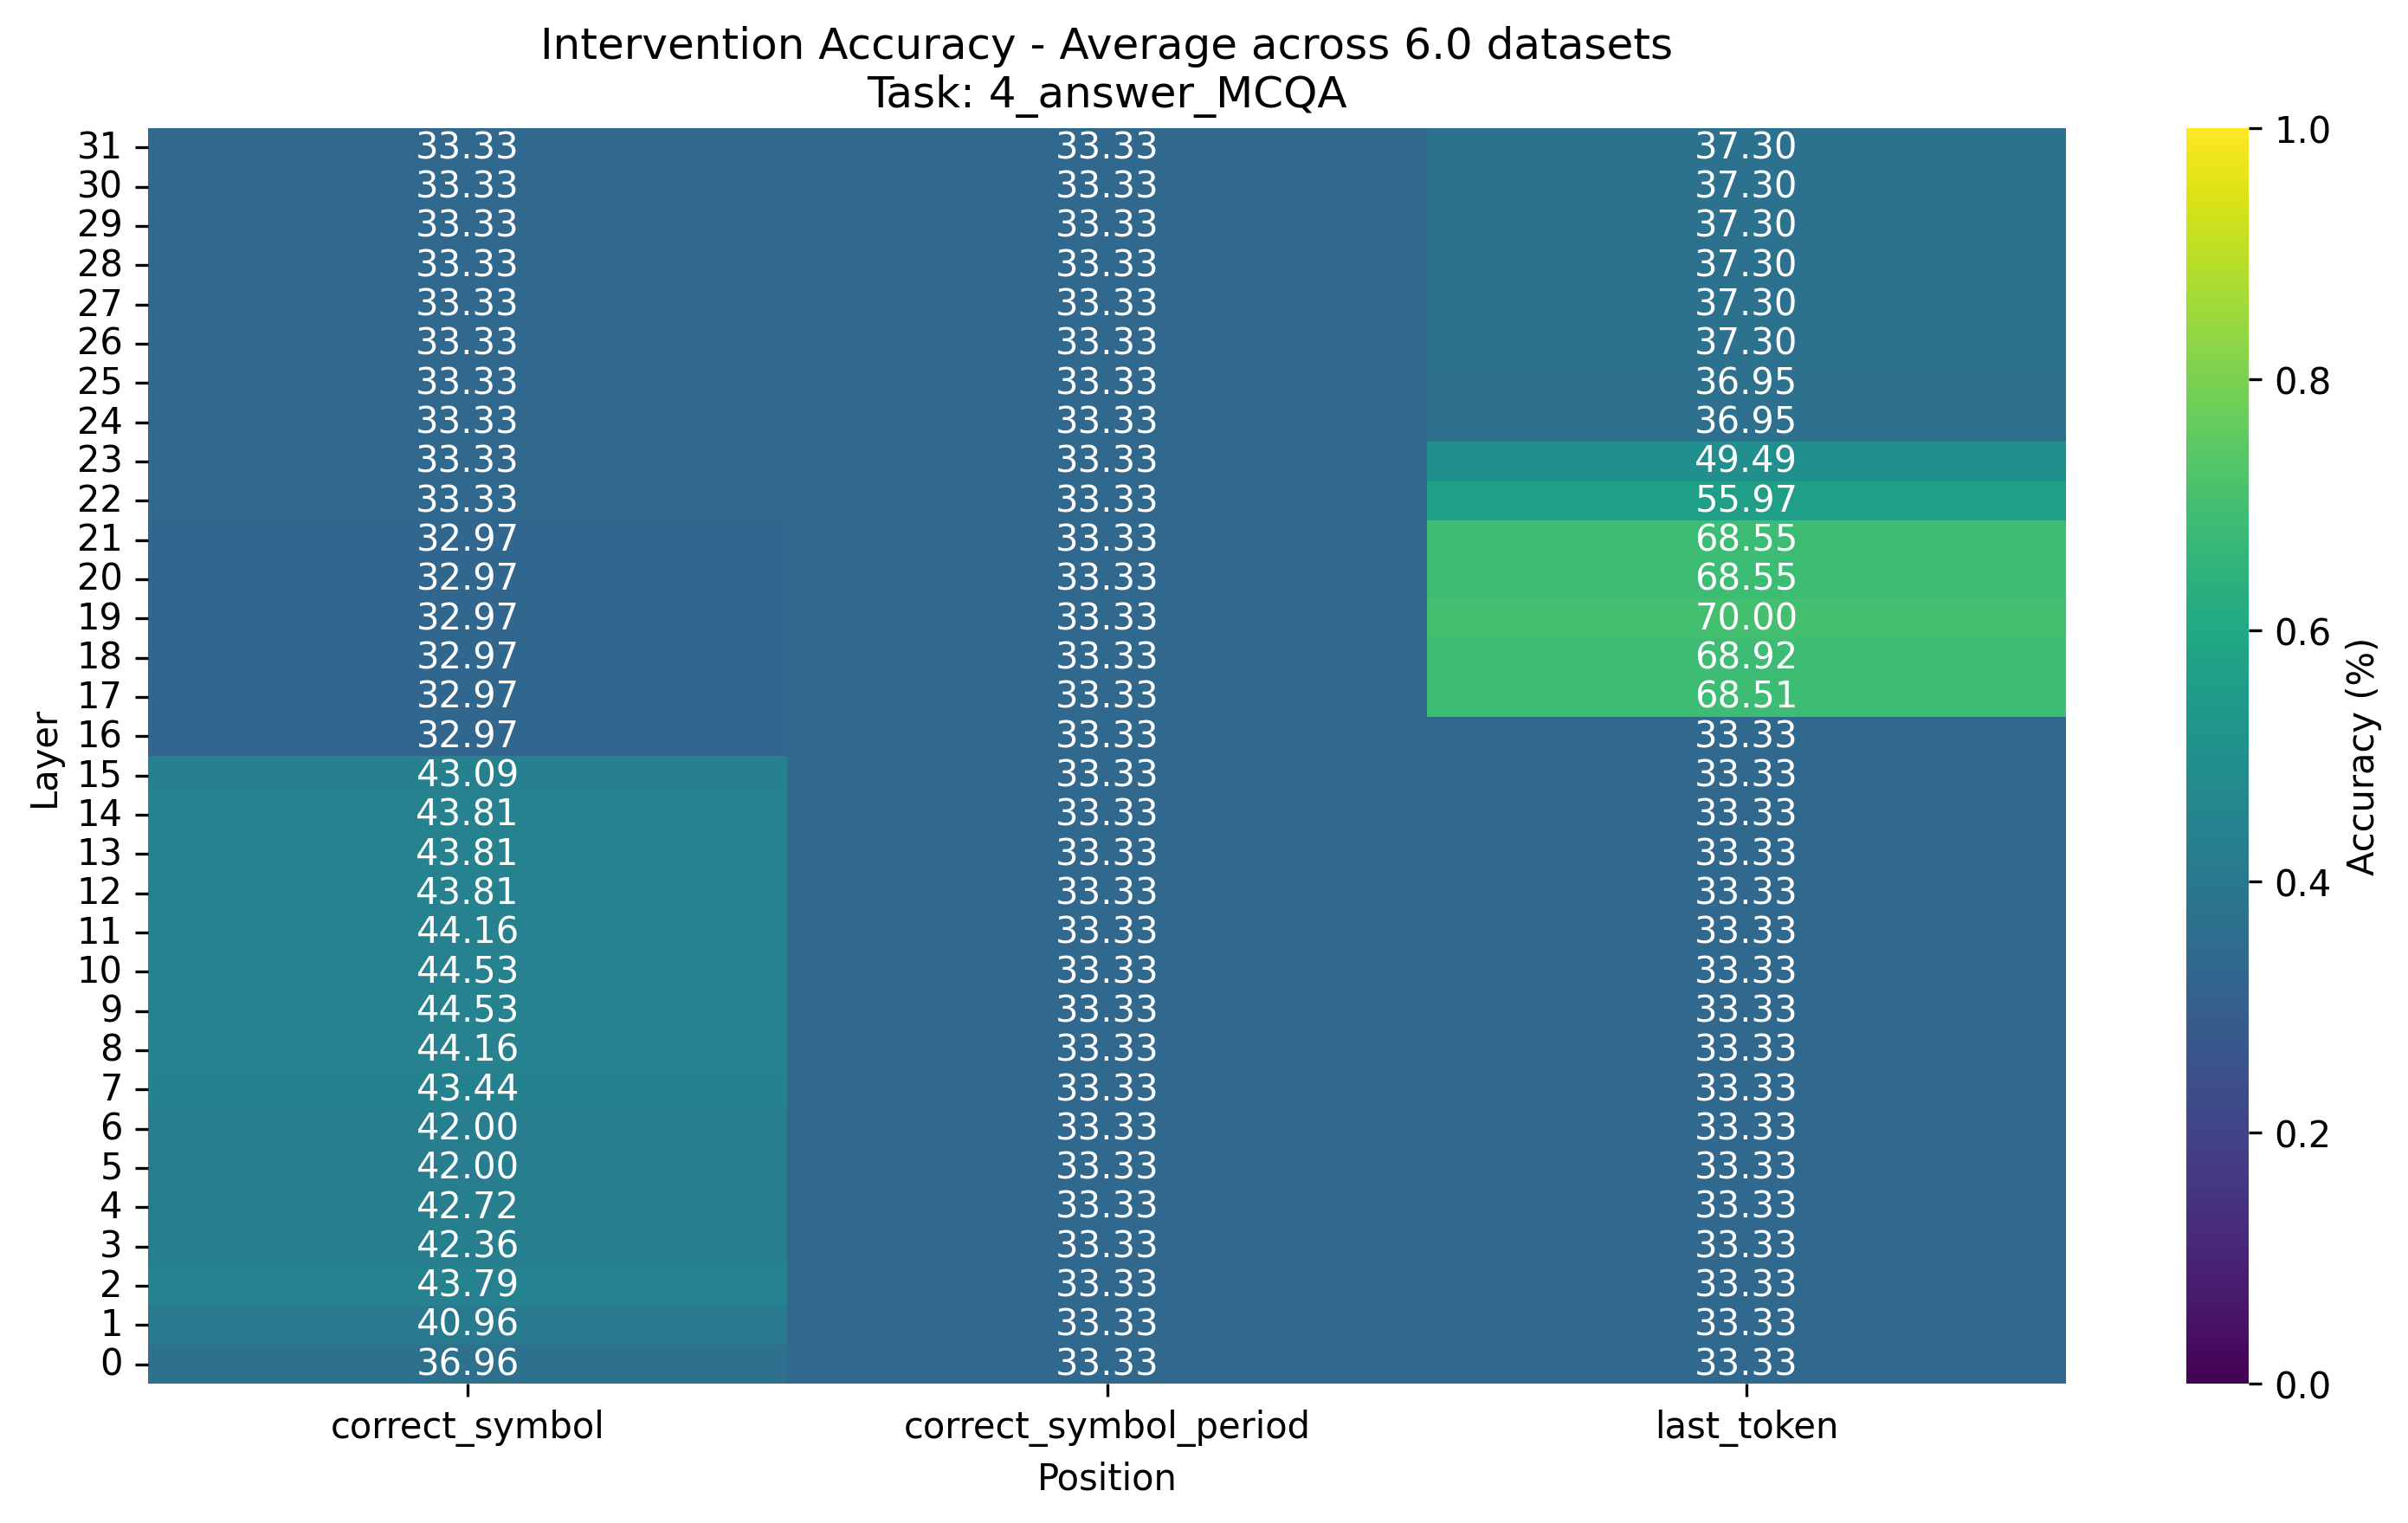 Intervention Accuracy - Average across 6.0 datasets
Task: 4_answer_MCQA
31 33.33 33.33 37.30
30 33.33 33.33 37.30
29 33.33 33.33 37.30
28 33.33 33.33 37.30
27 33.33 33.33 37.30
26 33.33 33.33 37.30
25 33.33 33.33 36.95
24 33.33 33.33 36.95
23 33.33 33.33 49.49
22 33.33 33.33 55.97
21 32.97 33.33 68.55
20 32.97 33.33 68.55
19 32.97 33.33 70.00
18 32.97 33.33 68.92
17 32.97 33.33 68.51
16 32.97 33.33 33.33
15 43.09 33.33 33.33
14 43.81 33.33 33.33
13 43.81 33.33 33.33
12 43.81 33.33 33.33
11 44.16 33.33 33.33
10 44.53 33.33 33.33
9 44.53 33.33 33.33
8 44.16 33.33 33.33
7 43.44 33.33 33.33
6 42.00 33.33 33.33
5 42.00 33.33 33.33
4 42.72 33.33 33.33
3 42.36 33.33 33.33
2 43.79 33.33 33.33
1 40.96 33.33 33.33
0 36.96 33.33 33.33
correct_symbol correct_symbol_period last_token
Position
Layer
1.0
0.8
0.6
0.4
0.2
0.0
Accuracy (%)